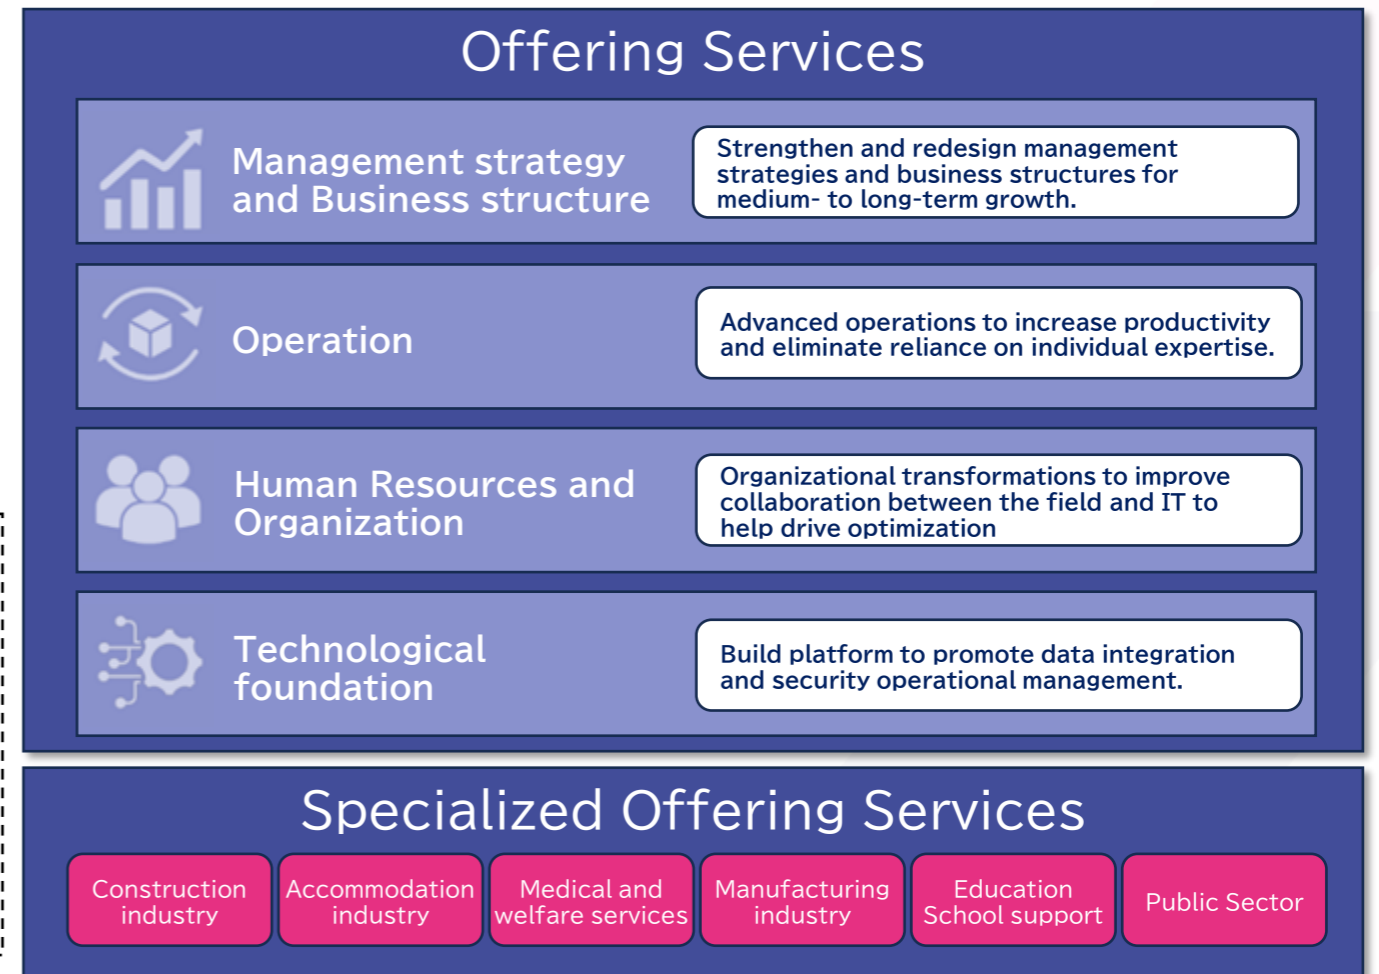 Offering Services
Management strategy
and Business structure
Strengthen and redesign management
strategies and business structures for
medium- to long-term growth.
Operation
Advanced operations to increase productivity
and eliminate reliance on individual expertise.
Human Resources and
Organization
Organizational transformations to improve
collaboration between the field and IT to
help drive optimization
Technological
foundation
Build platform to promote data integration
and security operational management.
Specialized Offering Services
Construction
industry
Accommodation
industry
Medical and
welfare services
Manufacturing
industry
Education
School support
Public Sector